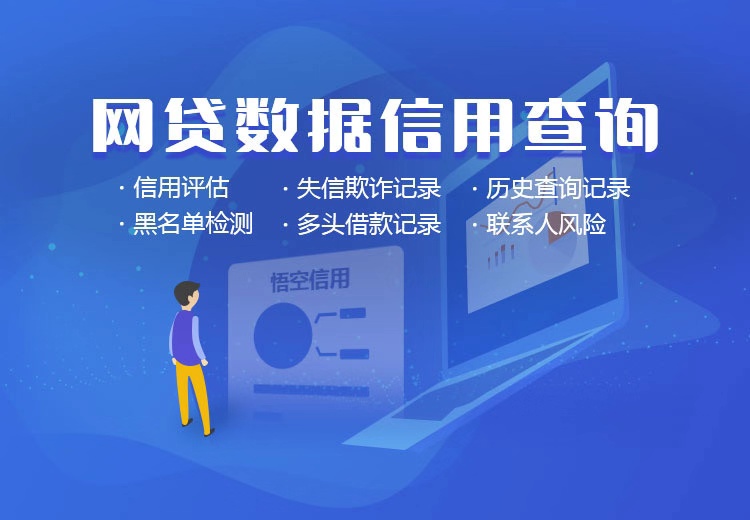 网贷数据信用查询
· 信用评估 · 失信欺诈记录 · 历史查询记录
· 黑名单检测 · 多头借款记录 · 联系人风险
悟空信用